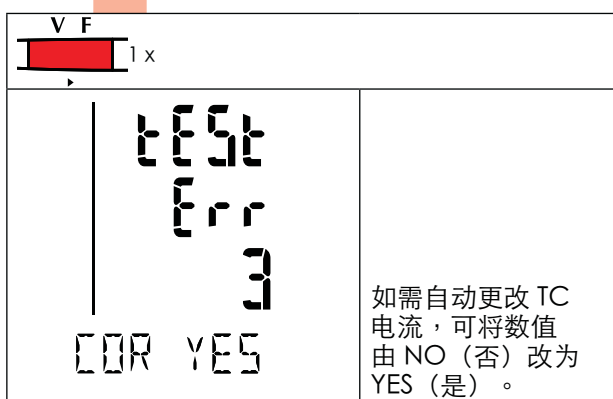 V F
1 x
tESt
Err
3
COR YES
如需自动更改 TC
电流，可将数值
由 NO（否）改为
YES（是）。